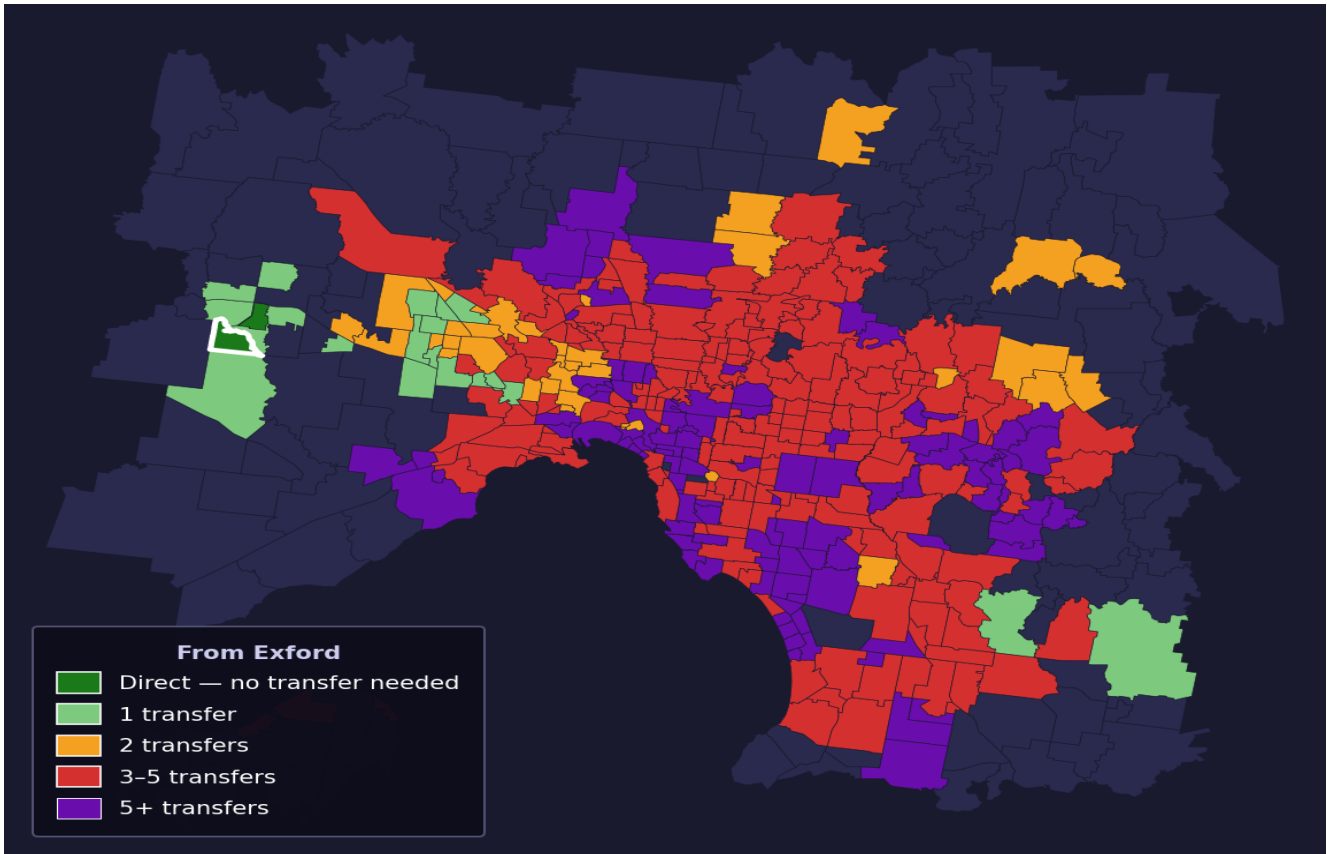 From Exford
Direct — no transfer needed
1 transfer
2 transfers
3–5 transfers
5+ transfers